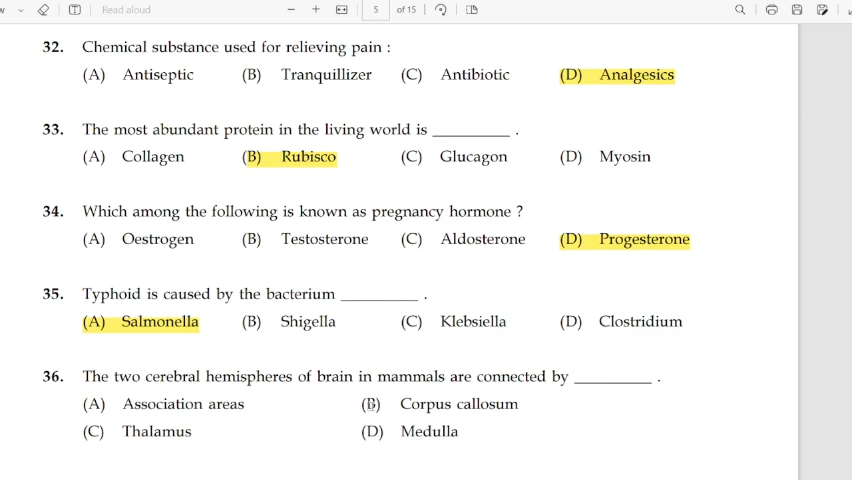 Read aloud 5 of 15
32. Chemical substance used for relieving pain :
(A) Antiseptic (B) Tranquillizer (C) Antibiotic (D) Analgesics
33. The most abundant protein in the living world is __________ .
(A) Collagen (B) Rubisco (C) Glucagon (D) Myosin
34. Which among the following is known as pregnancy hormone ?
(A) Oestrogen (B) Testosterone (C) Aldosterone (D) Progesterone
35. Typhoid is caused by the bacterium __________ .
(A) Salmonella (B) Shigella (C) Klebsiella (D) Clostridium
36. The two cerebral hemispheres of brain in mammals are connected by __________ .
(A) Association areas (B) Corpus callosum
(C) Thalamus (D) Medulla